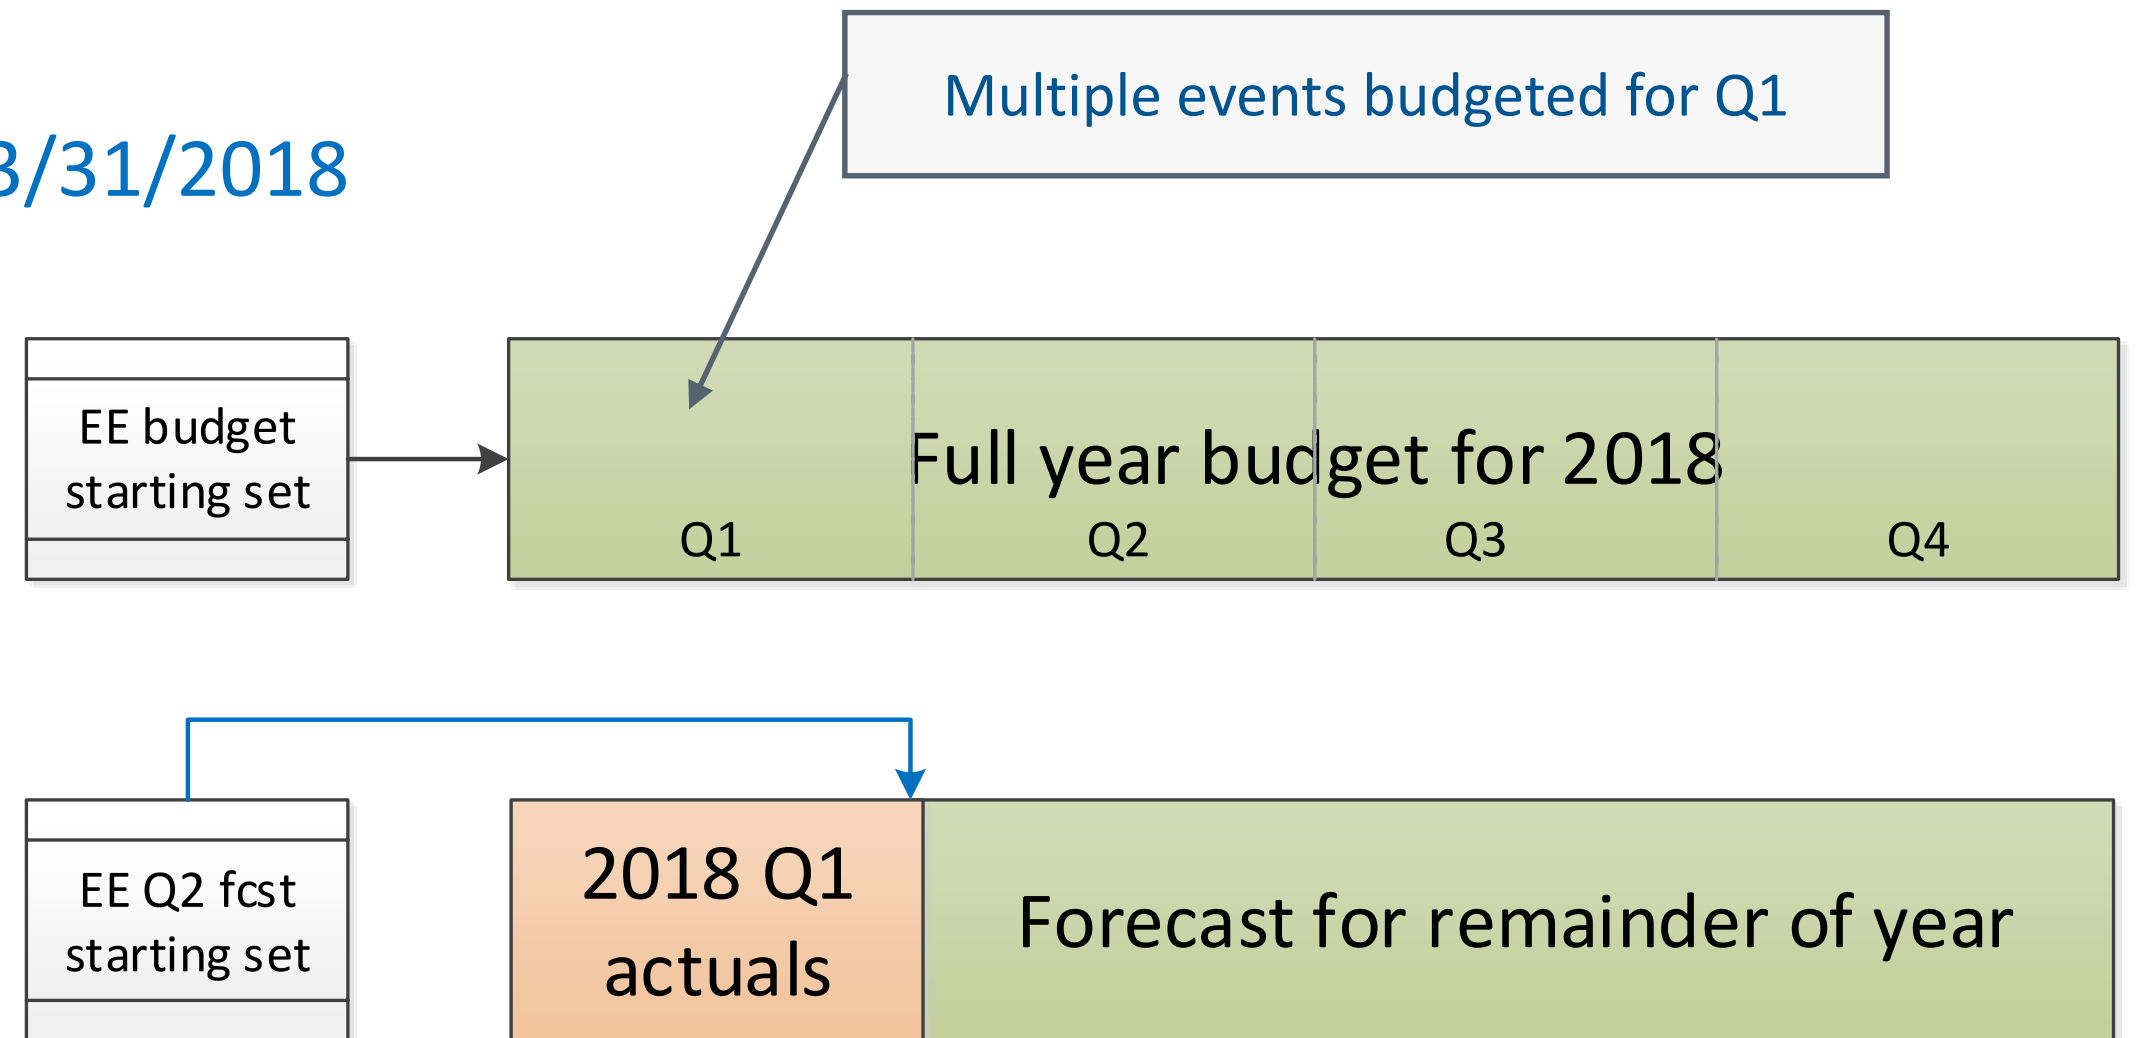 Multiple events budgeted for Q1
3/31/2018
EE budget
starting set
Full year budget for 2018
Q1 Q2 Q3 Q4
EE Q2 fcst
starting set
2018 Q1
actuals
Forecast for remainder of year